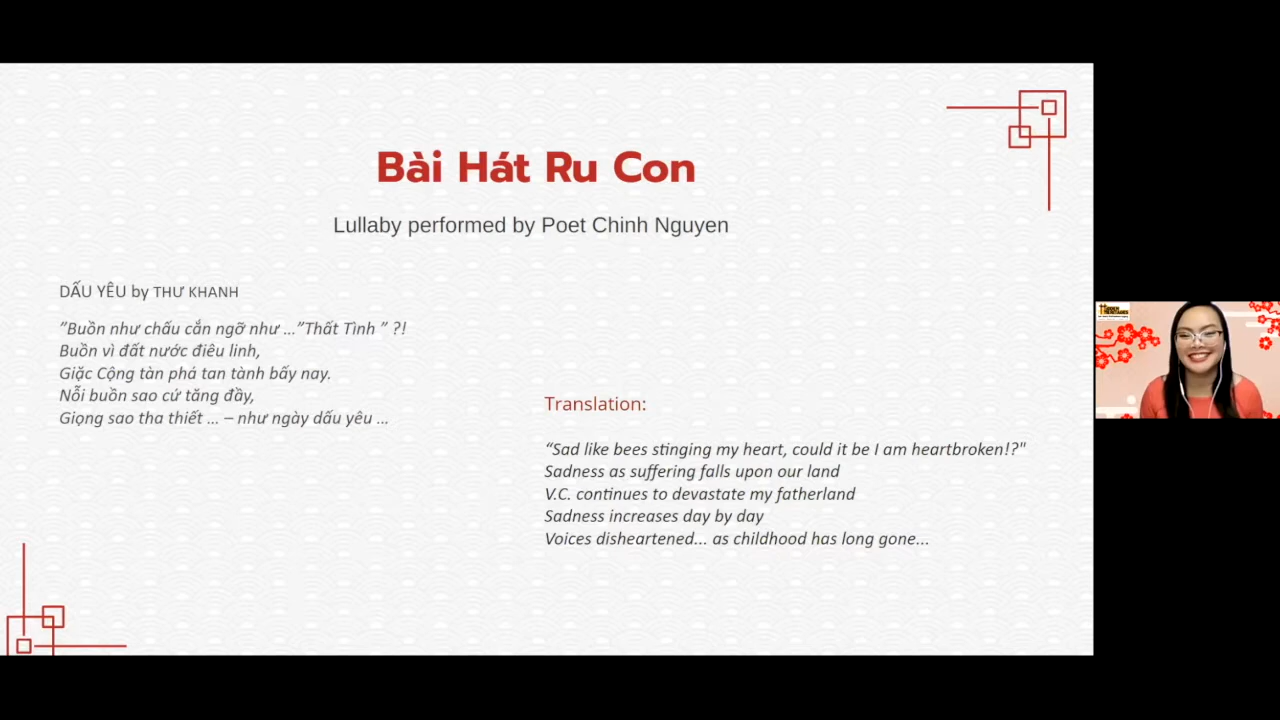 Bài Hát Ru Con
Lullaby performed by Poet Chinh Nguyen
DẤU YÊU by THƯ KHANH
”Buồn như chấu cắn ngỡ như ...”Thất Tình ” ?!
Buồn vì đất nước điêu linh,
Giặc Cộng tàn phá tan tành bấy nay.
Nỗi buồn sao cứ tăng đầy,
Giọng sao tha thiết ... – như ngày dấu yêu ...
Translation:
“Sad like bees stinging my heart, could it be I am heartbroken!?"
Sadness as suffering falls upon our land
V.C. continues to devastate my fatherland
Sadness increases day by day
Voices disheartened... as childhood has long gone...